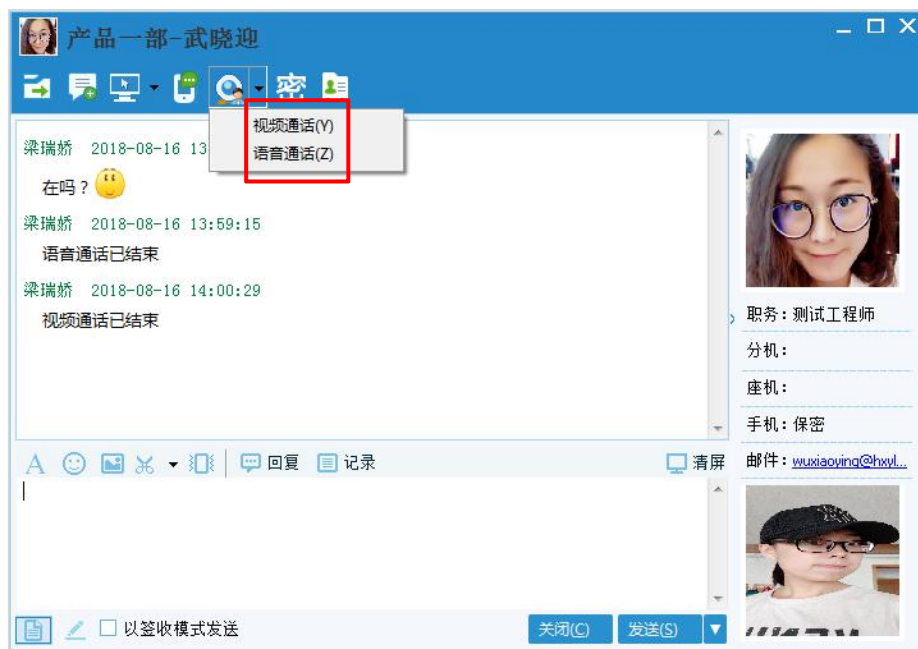 产品一部-武晓迎
密
视频通话(Y)
语音通话(Z)
梁瑞娇 2018-08-16 13
在吗？
梁瑞娇 2018-08-16 13:59:15
语音通话已结束
梁瑞娇 2018-08-16 14:00:29
视频通话已结束
职务：测试工程师
分机：
座机：
手机：保密
邮件：wuxiaoying@hxyl...
A 回复 记录 清屏
以签收模式发送 关闭(C) 发送(S)